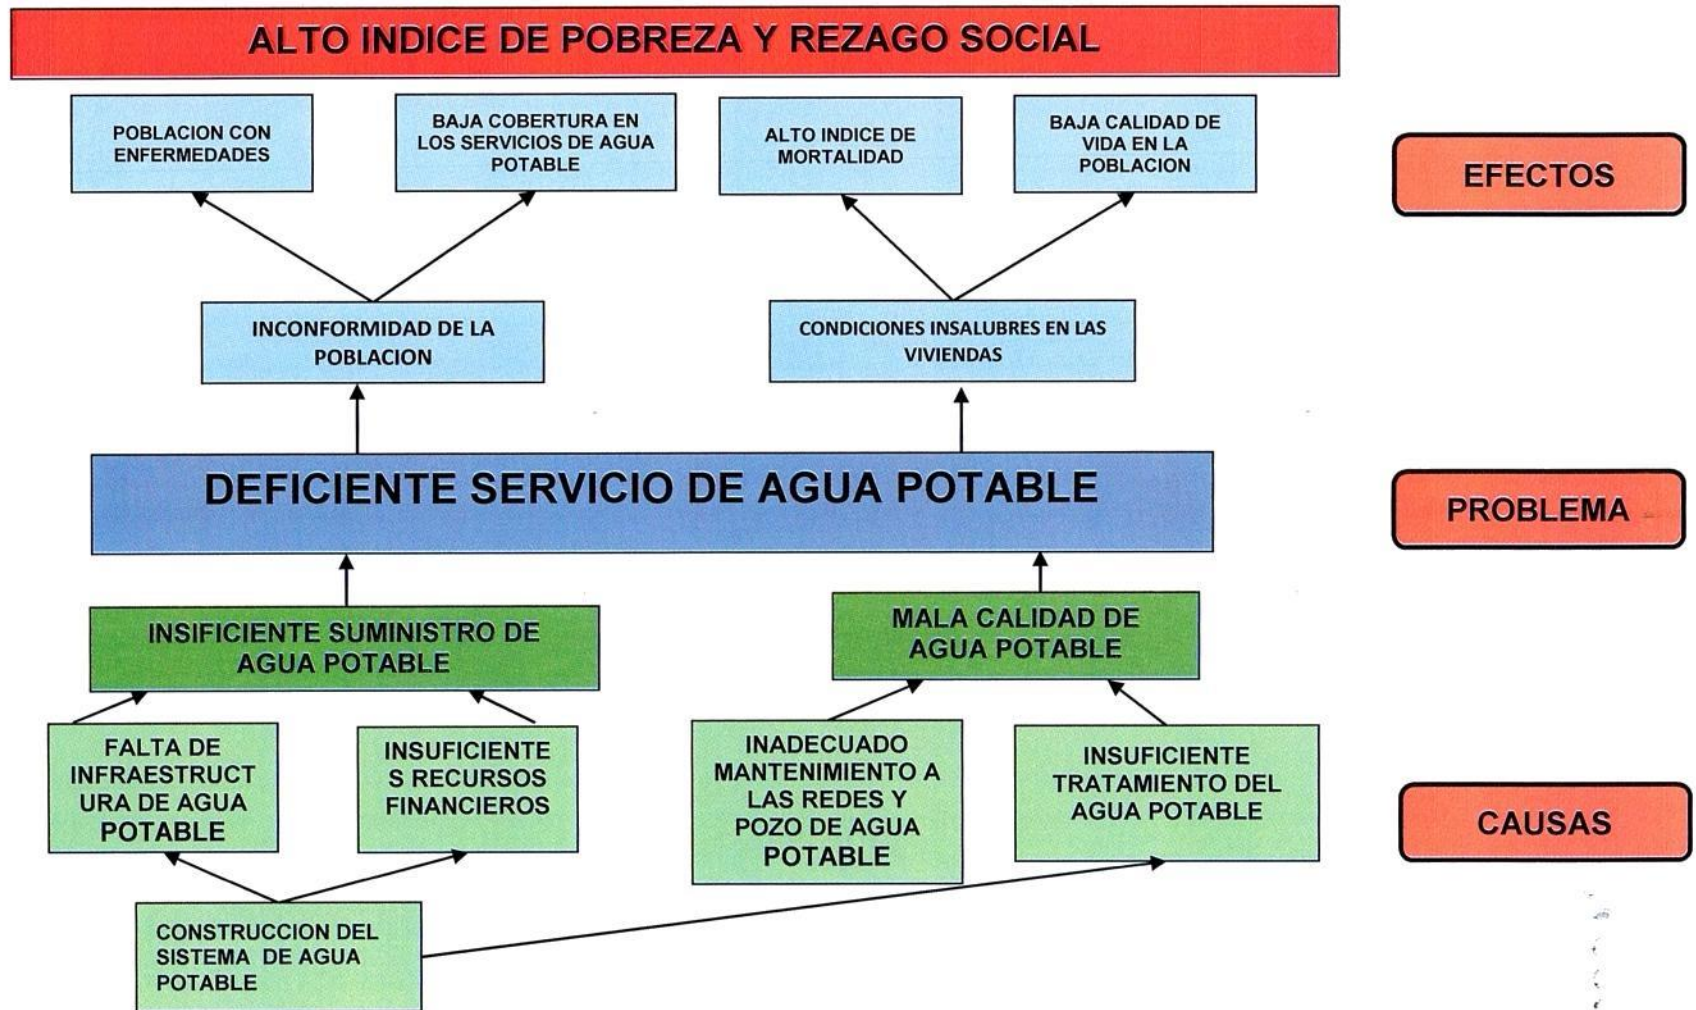 ALTO INDICE DE POBREZA Y REZAGO SOCIAL
POBLACION CON
ENFERMEDADES
BAJA COBERTURA EN
LOS SERVICIOS DE AGUA
POTABLE
ALTO INDICE DE
MORTALIDAD
BAJA CALIDAD DE
VIDA EN LA
POBLACION
EFECTOS
INCONFORMIDAD DE LA
POBLACION
CONDICIONES INSALUBRES EN LAS
VIVIENDAS
DEFICIENTE SERVICIO DE AGUA POTABLE
PROBLEMA
INSIFICIENTE SUMINISTRO DE
AGUA POTABLE
MALA CALIDAD DE
AGUA POTABLE
FALTA DE
INFRAESTRUCT
URA DE AGUA
POTABLE
INSUFICIENTE
S RECURSOS
FINANCIEROS
INADECUADO
MANTENIMIENTO A
LAS REDES Y
POZO DE AGUA
POTABLE
INSUFICIENTE
TRATAMIENTO DEL
AGUA POTABLE
CAUSAS
CONSTRUCCION DEL
SISTEMA DE AGUA
POTABLE